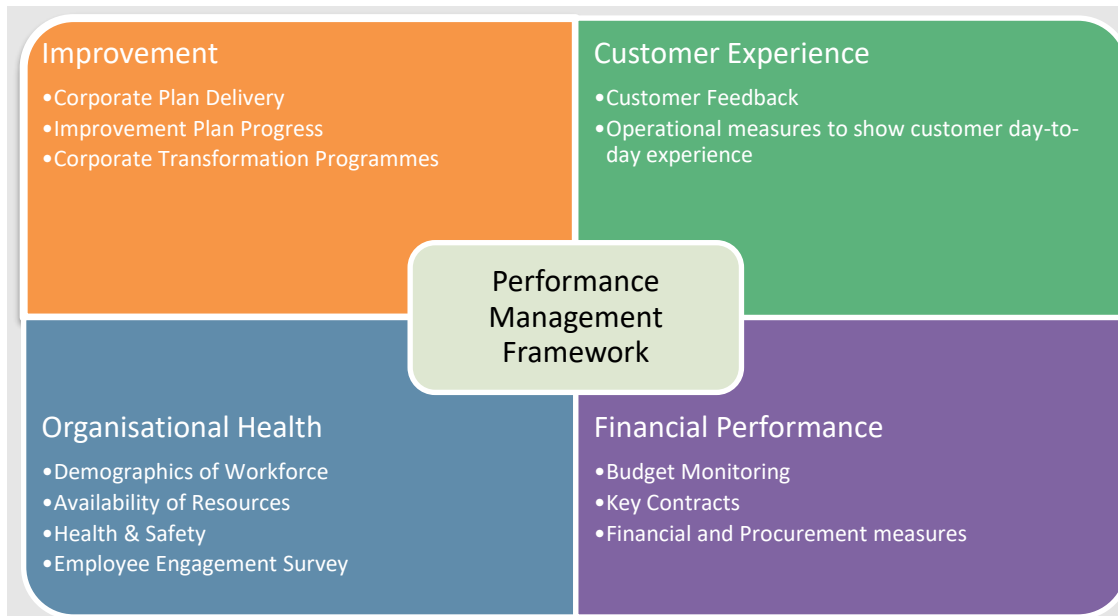 Improvement
•Corporate Plan Delivery
•Improvement Plan Progress
•Corporate Transformation Programmes
Customer Experience
•Customer Feedback
•Operational measures to show customer day-to-
day experience
Performance
Management
Framework
Organisational Health
•Demographics of Workforce
•Availability of Resources
•Health & Safety
•Employee Engagement Survey
Financial Performance
•Budget Monitoring
•Key Contracts
•Financial and Procurement measures